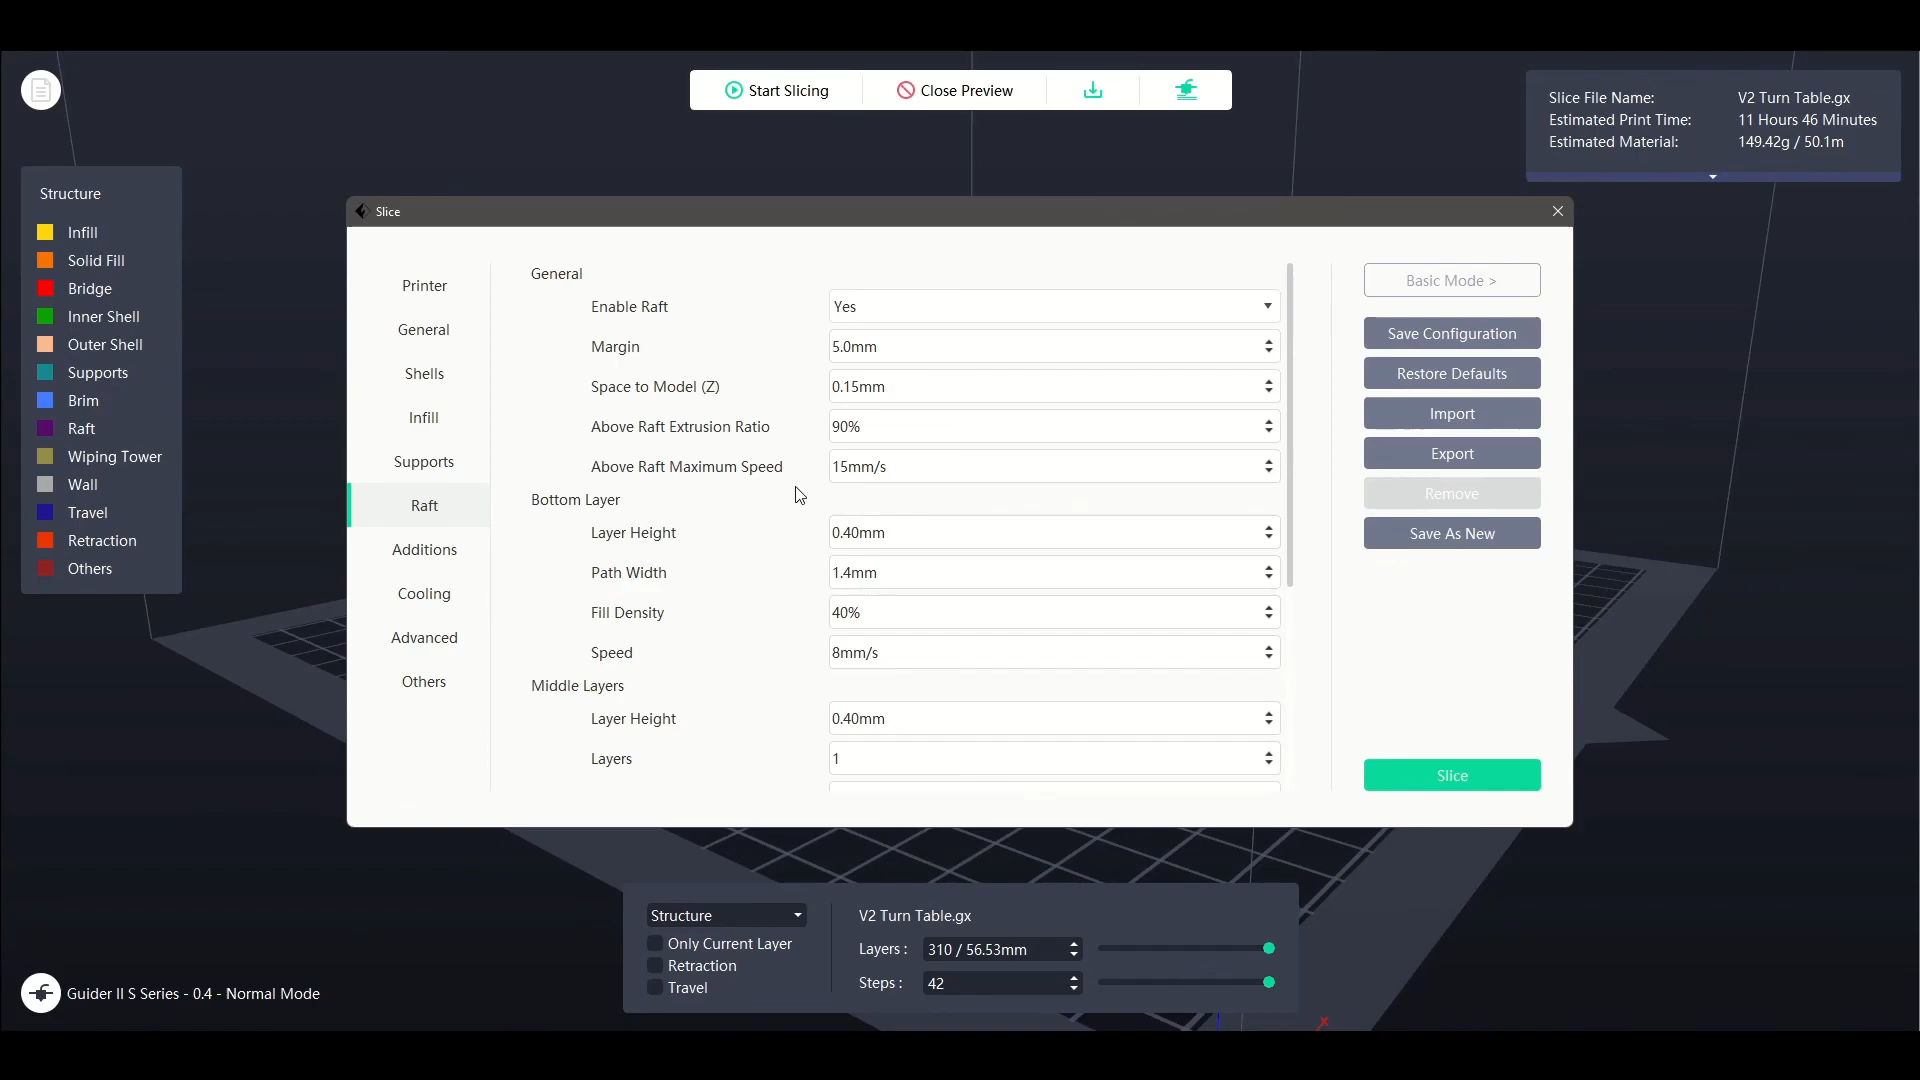 Start Slicing
Close Preview
Slice File Name: V2 Turn Table.gx
Estimated Print Time: 11 Hours 46 Minutes
Estimated Material: 149.42g / 50.1m
Structure
Infill
Solid Fill
Bridge
Inner Shell
Outer Shell
Supports
Brim
Raft
Wiping Tower
Wall
Travel
Retraction
Others
Slice
Printer
General
Shells
Infill
Supports
Raft
Additions
Cooling
Advanced
Others
General
Enable Raft Yes
Margin 5.0mm
Space to Model (Z) 0.15mm
Above Raft Extrusion Ratio 90%
Above Raft Maximum Speed 15mm/s
Bottom Layer
Layer Height 0.40mm
Path Width 1.4mm
Fill Density 40%
Speed 8mm/s
Middle Layers
Layer Height 0.40mm
Layers 1
Basic Mode >
Save Configuration
Restore Defaults
Import
Export
Remove
Save As New
Slice
Structure
Only Current Layer
Retraction
Travel
V2 Turn Table.gx
Layers : 310 / 56.53mm
Steps : 42
Guider II S Series - 0.4 - Normal Mode
X